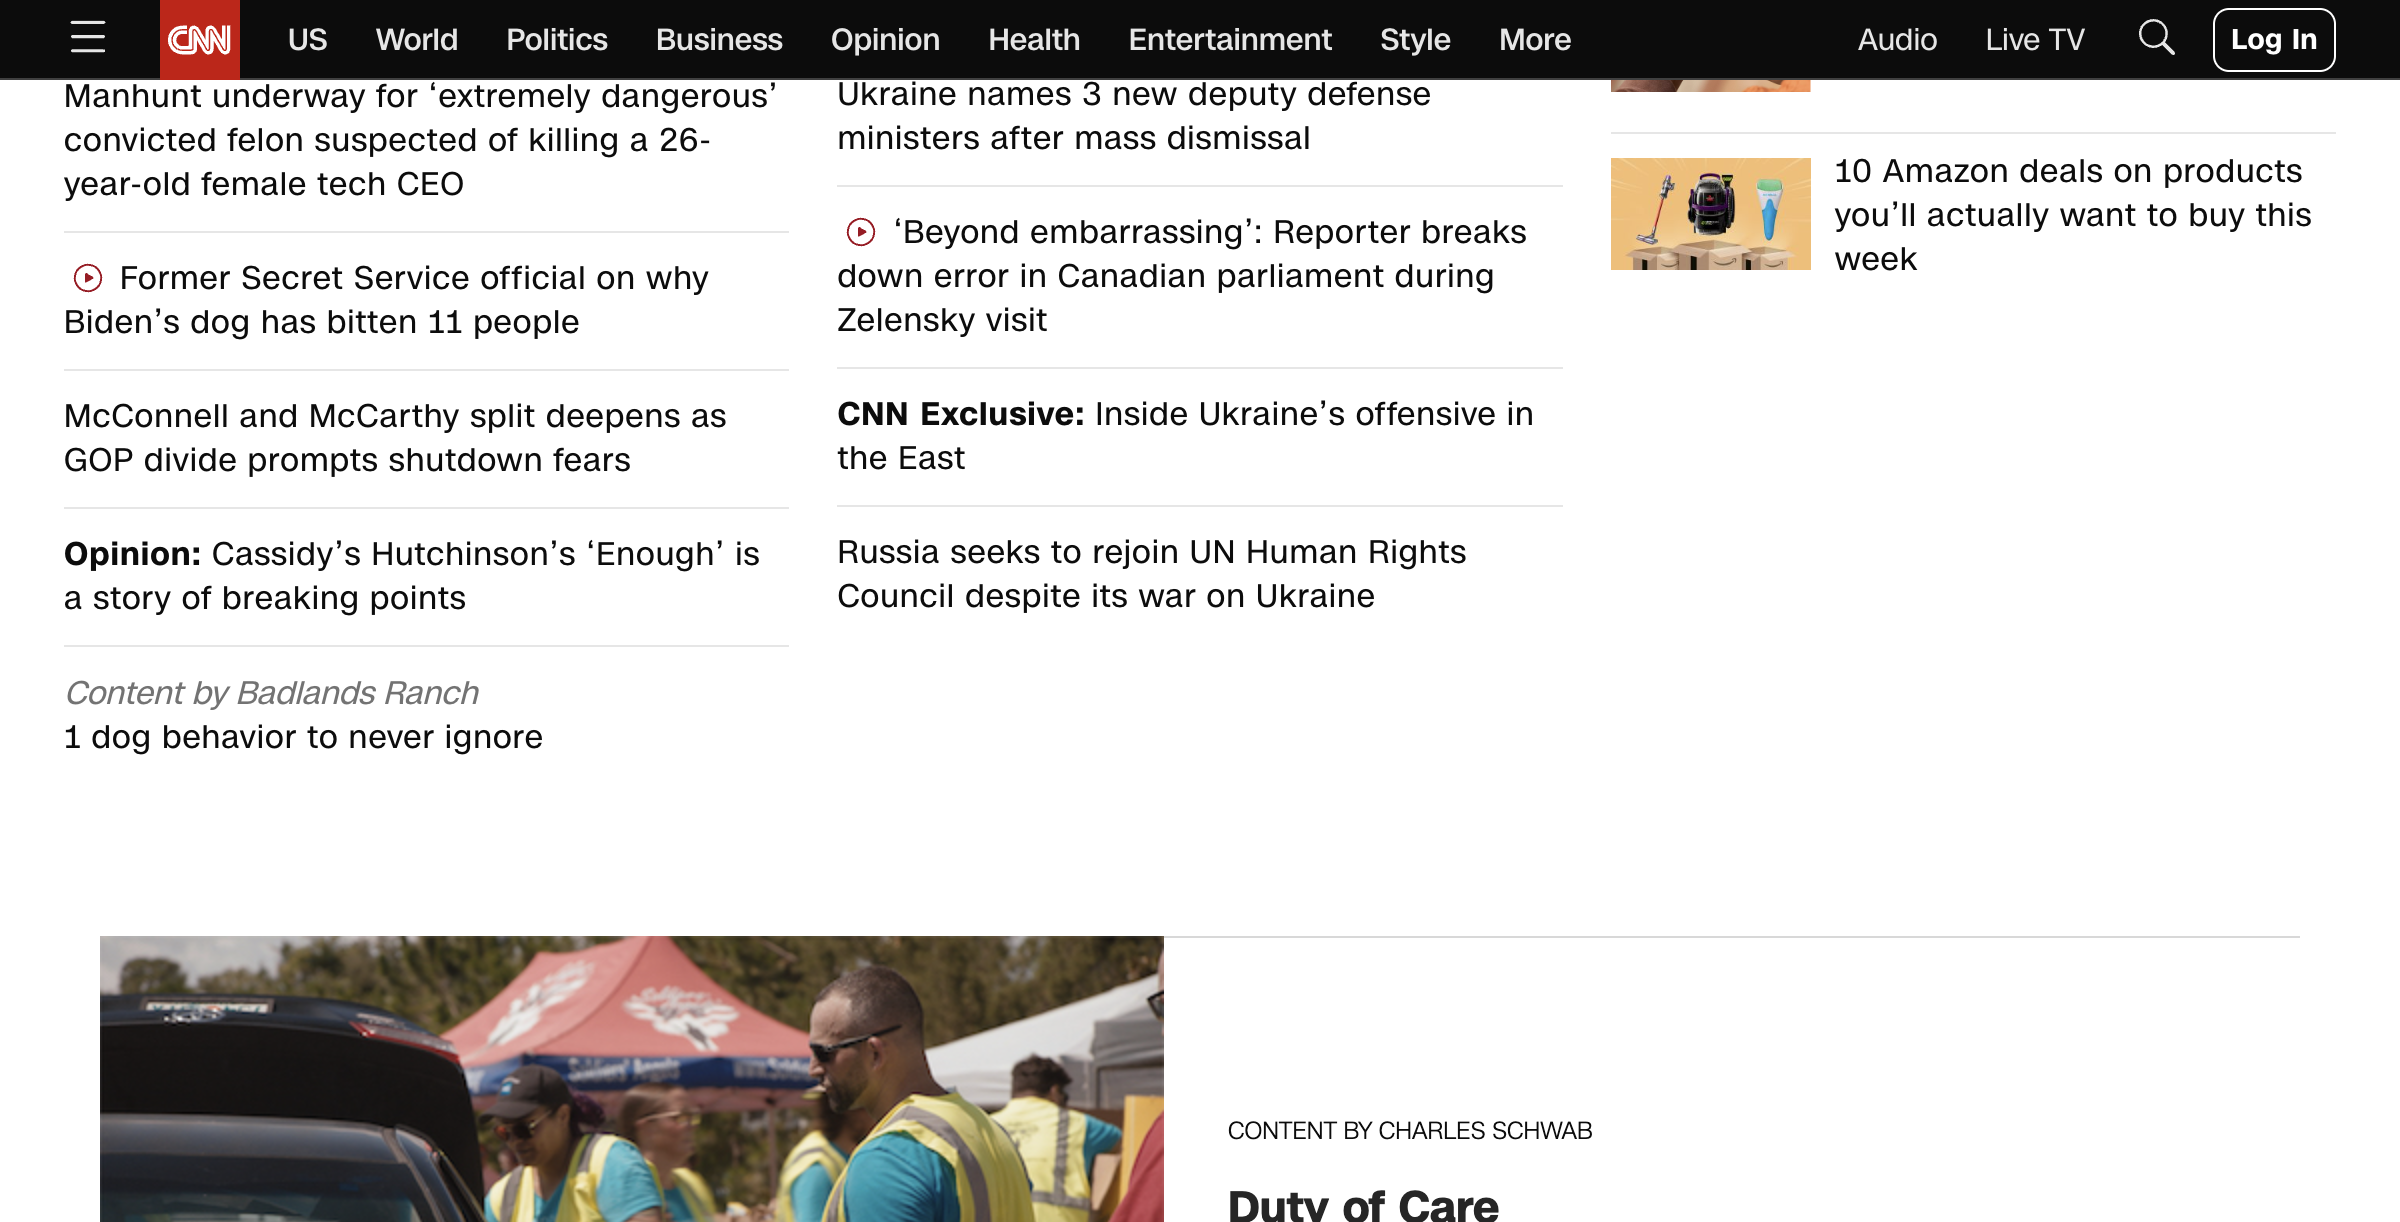 CNN
US
World
Politics
Business
Opinion
Health
Entertainment
Style
More
Audio
Live TV
Log In
Manhunt underway for ‘extremely dangerous’
convicted felon suspected of killing a 26-
year-old female tech CEO
Former Secret Service official on why
Biden’s dog has bitten 11 people
McConnell and McCarthy split deepens as
GOP divide prompts shutdown fears
Opinion: Cassidy’s Hutchinson’s ‘Enough’ is
a story of breaking points
Content by Badlands Ranch
1 dog behavior to never ignore
Ukraine names 3 new deputy defense
ministers after mass dismissal
‘Beyond embarrassing’: Reporter breaks
down error in Canadian parliament during
Zelensky visit
CNN Exclusive: Inside Ukraine’s offensive in
the East
Russia seeks to rejoin UN Human Rights
Council despite its war on Ukraine
10 Amazon deals on products
you’ll actually want to buy this
week
Soldiers' Angels
CONTENT BY CHARLES SCHWAB
Duty of Care